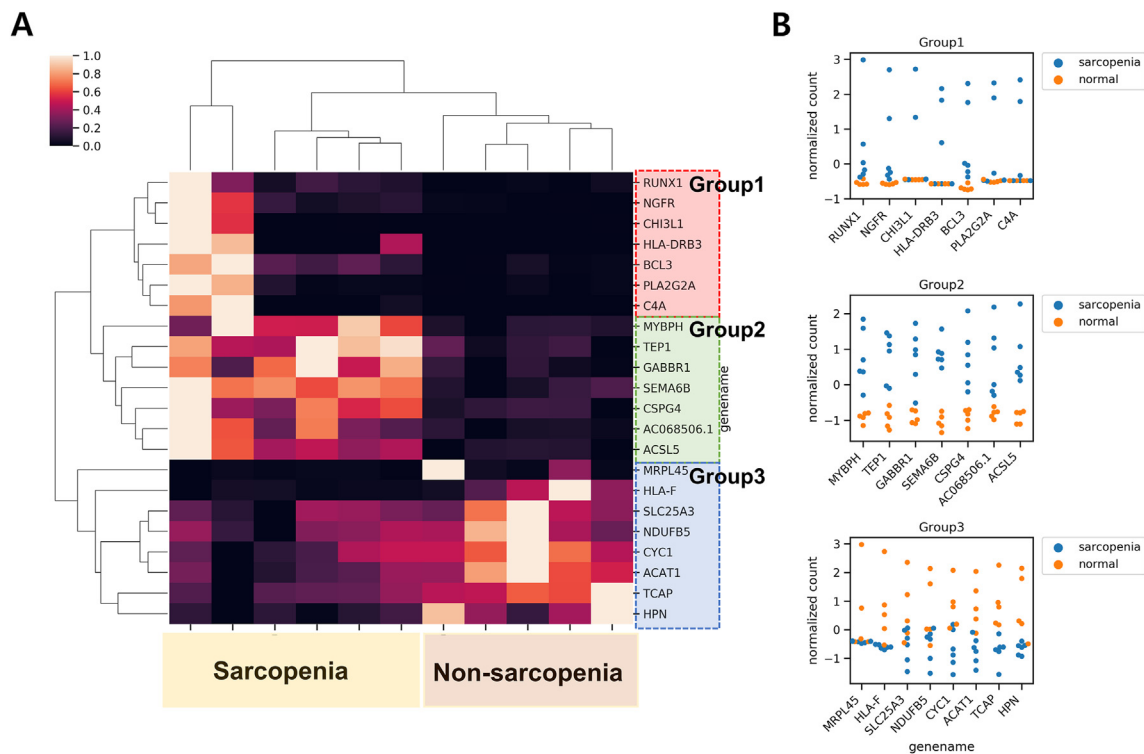 A
1.0
0.8
0.6
0.4
0.2
0.0
RUNX1
Group1
NGFR
CHI3L1
HLA-DRB3
BCL3
PLA2G2A
C4A
MYBPH
Group2
TEP1
GABBR1
SEMA6B
CSPG4
AC068506.1
ACSL5
genename
MRPL45
Group3
HLA-F
SLC25A3
NDUFB5
CYC1
ACAT1
TCAP
HPN
Sarcopenia
Non-sarcopenia
B
Group1
sarcopenia
normal
normalized count
3
2
1
0
−1
RUNX1
NGFR
CHI3L1
HLA-DRB3
BCL3
PLA2G2A
C4A
Group2
sarcopenia
normal
normalized count
2
1
0
−1
MYBPH
TEP1
GABBR1
SEMA6B
CSPG4
AC068506.1
ACSL5
Group3
sarcopenia
normal
normalized count
3
2
1
0
−1
MRPL45
HLA-F
SLC25A3
NDUFB5
CYC1
ACAT1
TCAP
HPN
genename